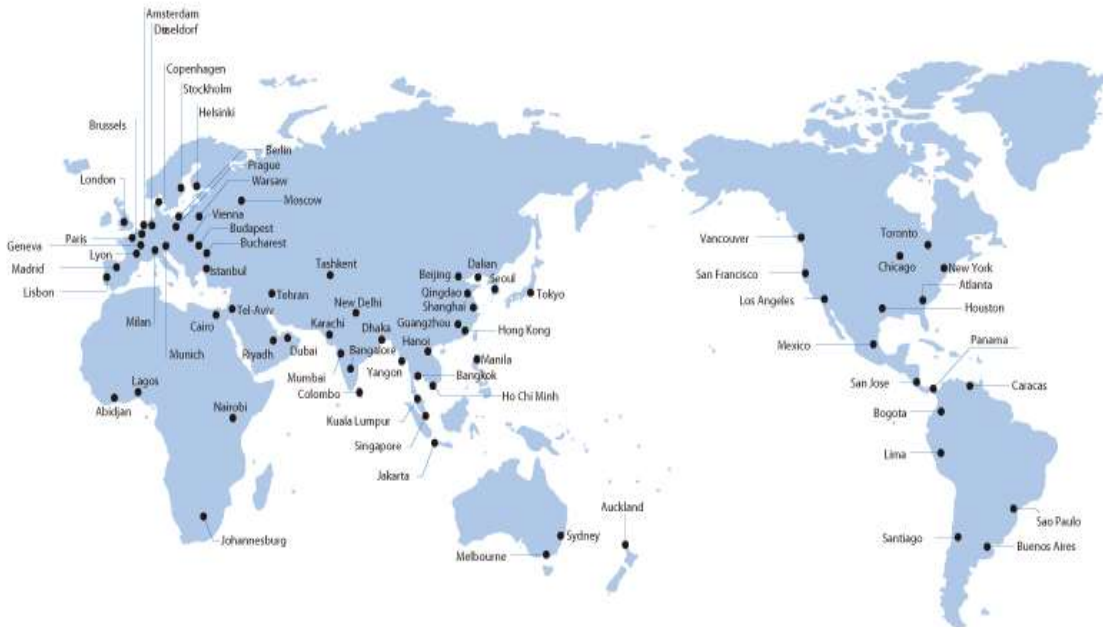 Amsterdam
Düseldorf
Copenhagen
Stockholm
Helsinki
Brussels
Berlin
Prague
London
Warsaw
Moscow
Vienna
Paris
Budapest
Geneva
Lyon
Bucharest
Madrid
Istanbul
Lisbon
Tashkent
Beijing
Dalian
Seoul
Tohran
Qingdao
Tokyo
Tel-Aviv
New Delhi
Shanghai
Milan
Cairo
Karachi
Dhaka
Guangzhou
Hong Kong
Hanoi
Munich
Riyadh
Dubai
Bangalore
Manila
Mumbai
Yangon
Bangkok
Lagos
Colombo
Ho Chi Minh
Abidjan
Nairobi
Kuala Lumpur
Singapore
Jakarta
Johannesburg
Auckland
Sydney
Melbourne
Vancouver
Toronto
Chicago
New York
San Francisco
Atlanta
Los Angeles
Houston
Mexico
Panama
San Jose
Caracas
Bogota
Lima
Sao Paulo
Santiago
Buenos Aires